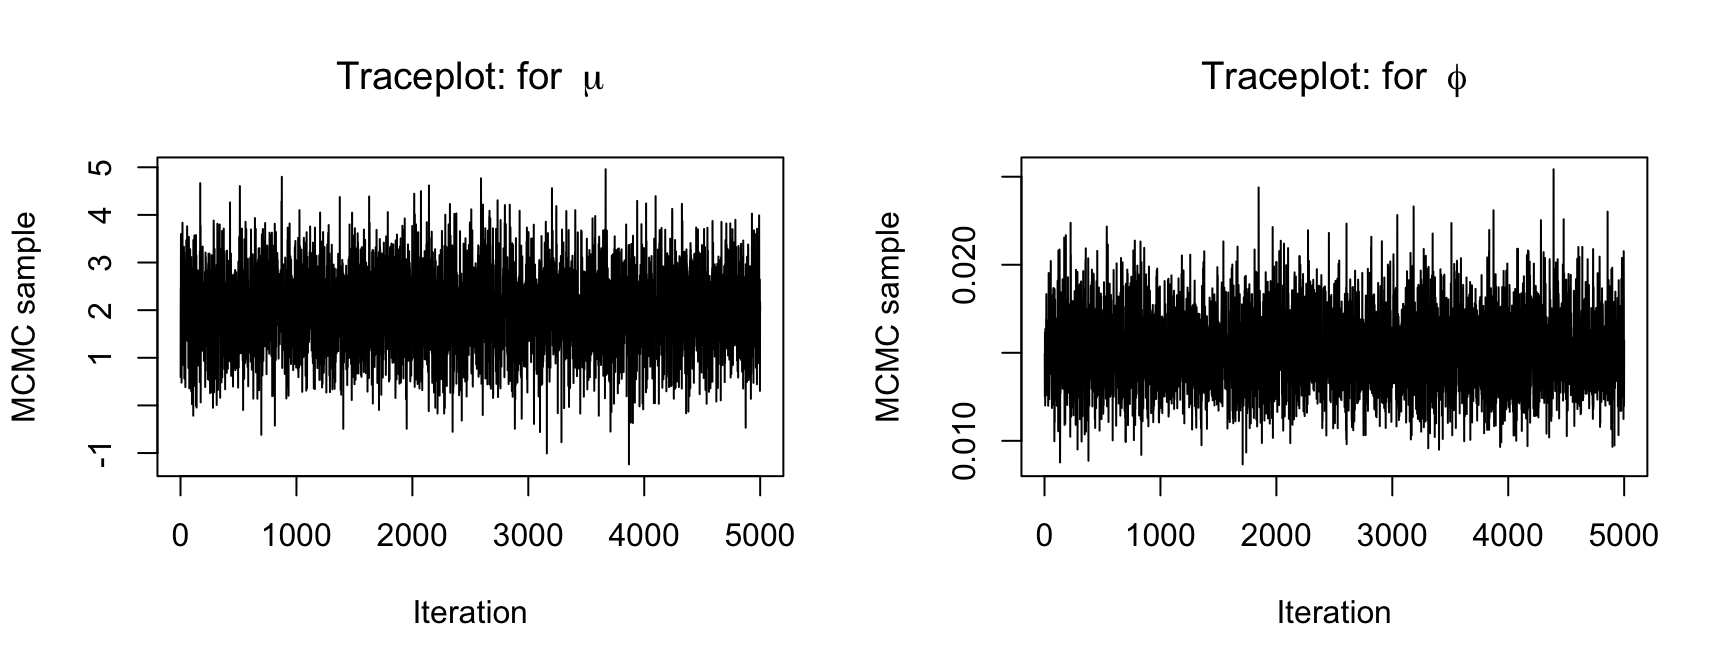 Traceplot: for μ
MCMC sample
5
4
3
2
1
-1
0 1000 2000 3000 4000 5000
Iteration
Traceplot: for ϕ
MCMC sample
0.020
0.010
0 1000 2000 3000 4000 5000
Iteration